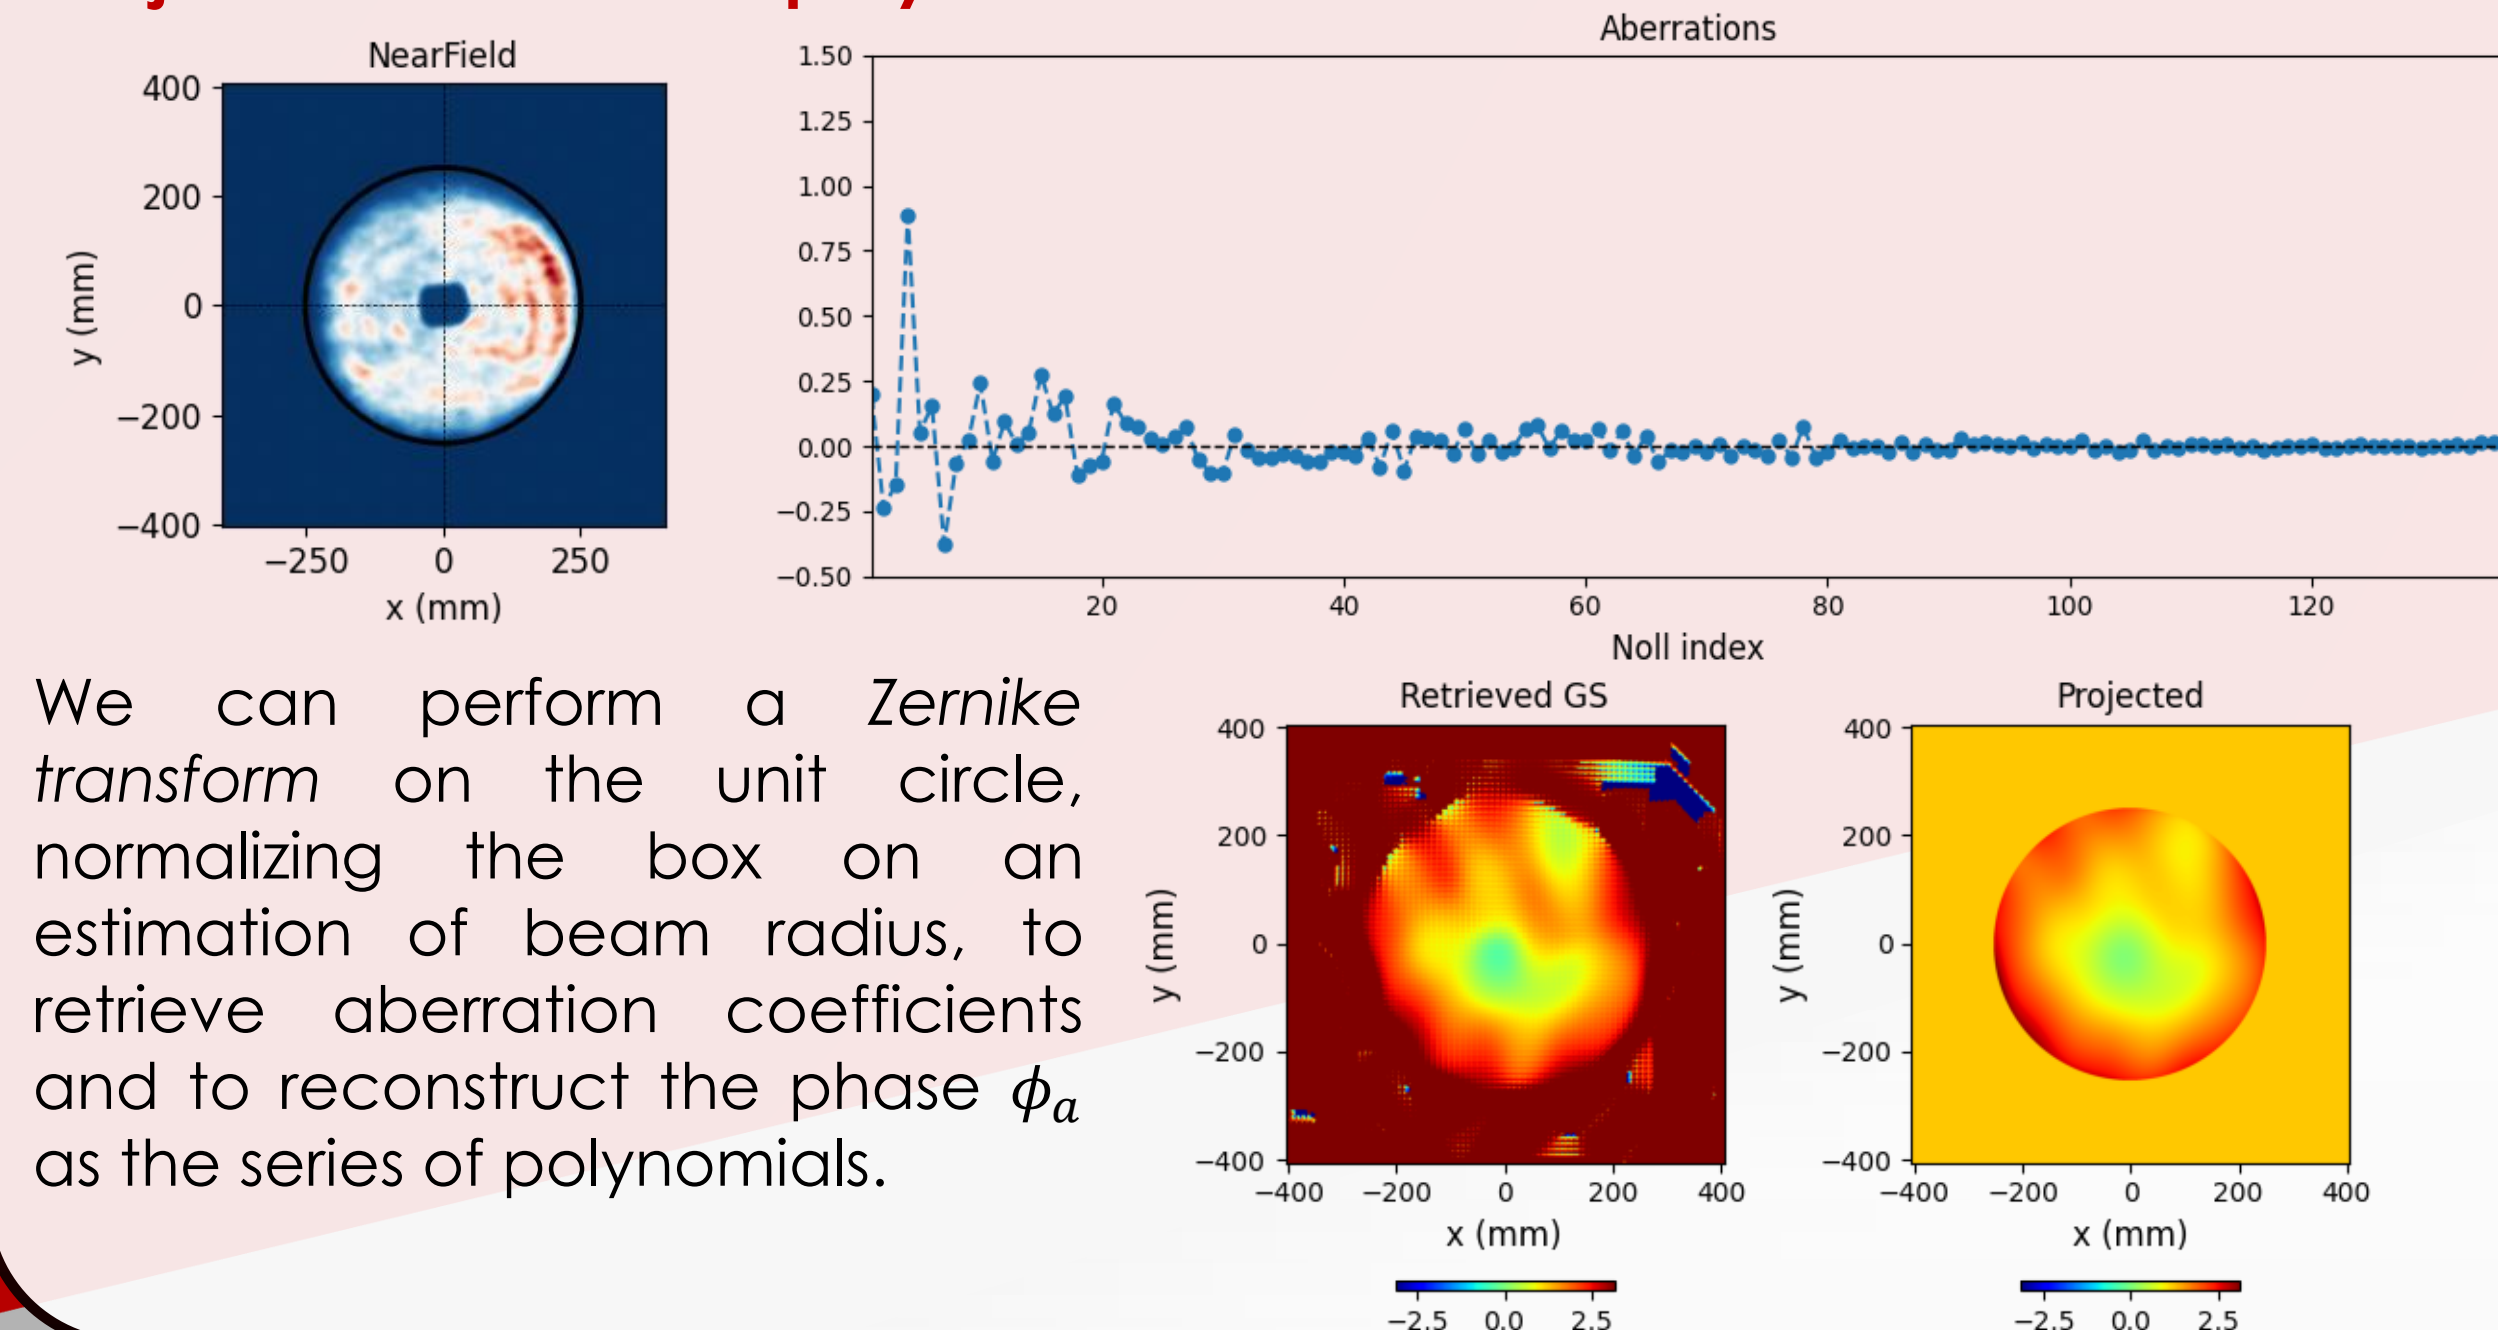 NearField
400
200
0
−200
−400
y (mm)
−250 0 250
x (mm)
Aberrations
1.50
1.25
1.00
0.75
0.50
0.25
0.00
−0.25
−0.50
20 40 60 80 100 120
Noll index
We can perform a Zernike
transform on the unit circle,
normalizing the box on an
estimation of beam radius, to
retrieve aberration coefficients
and to reconstruct the phase ϕₐ
as the series of polynomials.
Retrieved GS
400
200
0
−200
−400
y (mm)
−400 −200 0 200 400
x (mm)
−2.5 0.0 2.5
Projected
400
200
0
−200
−400
y (mm)
−400 −200 0 200 400
x (mm)
−2.5 0.0 2.5